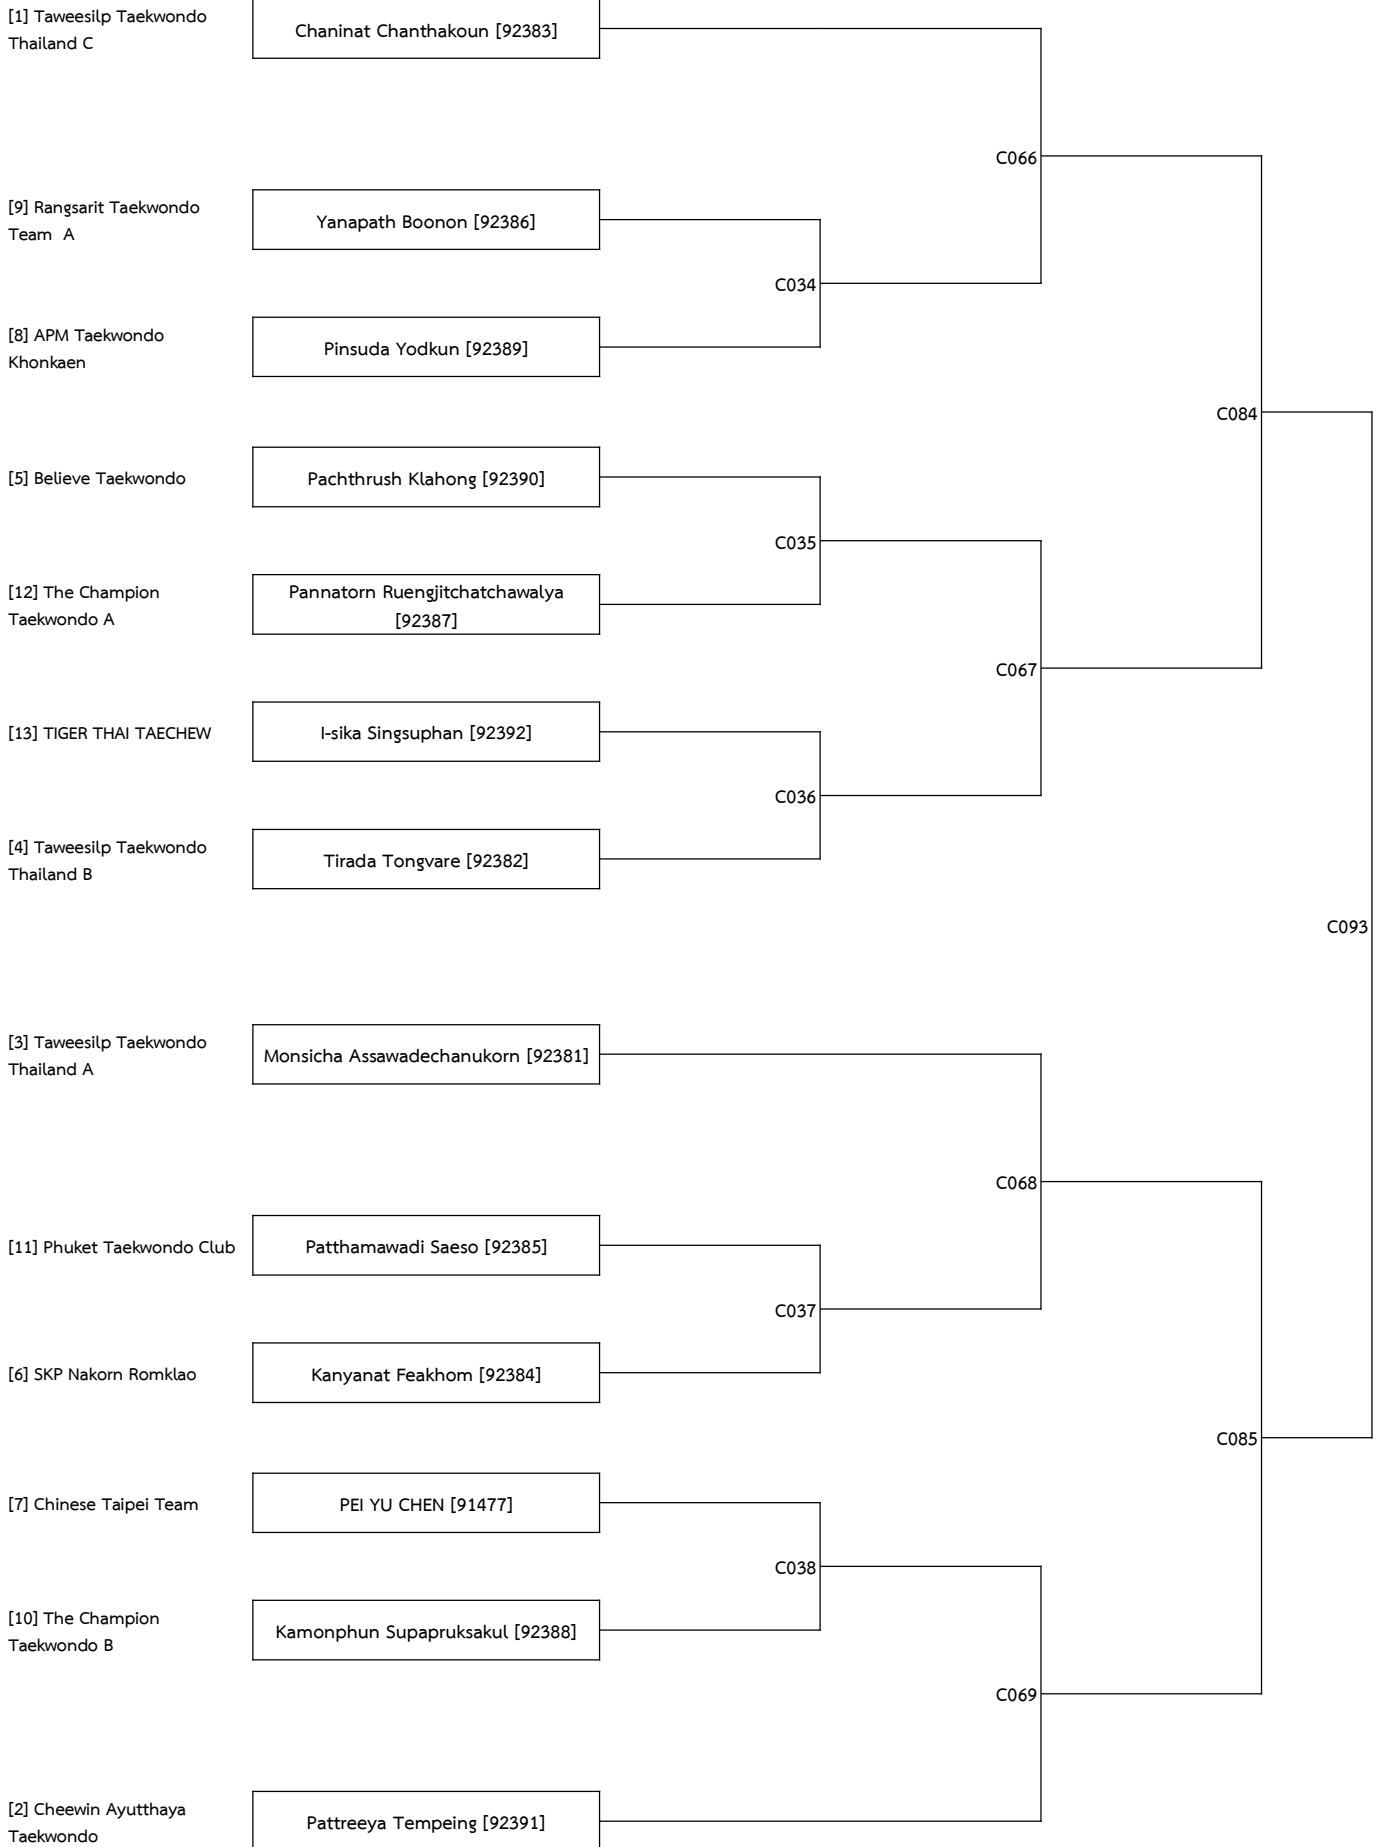 [1] Taweesilp Taekwondo
Thailand C
Chaninat Chanthakoun [92383]
C066
[9] Rangsarit Taekwondo
Team A
Yanapath Boonon [92386]
C034
[8] APM Taekwondo
Khonkaen
Pinsuda Yodkun [92389]
C084
[5] Believe Taekwondo
Pachthrush Klahong [92390]
C035
[12] The Champion
Taekwondo A
Pannatorn Ruengjitchatchawalya
[92387]
C067
[13] TIGER THAI TAECHEW
I-sika Singsuphan [92392]
C036
[4] Taweesilp Taekwondo
Thailand B
Tirada Tongvare [92382]
C093
[3] Taweesilp Taekwondo
Thailand A
Monsicha Assawadechanukorn [92381]
C068
[11] Phuket Taekwondo Club
Patthamawadi Saeso [92385]
C037
[6] SKP Nakorn Romklao
Kanyanat Feakhom [92384]
C085
[7] Chinese Taipei Team
PEI YU CHEN [91477]
C038
[10] The Champion
Taekwondo B
Kamonphun Supapruksakul [92388]
C069
[2] Cheewin Ayutthaya
Taekwondo
Pattreeya Tempeing [92391]